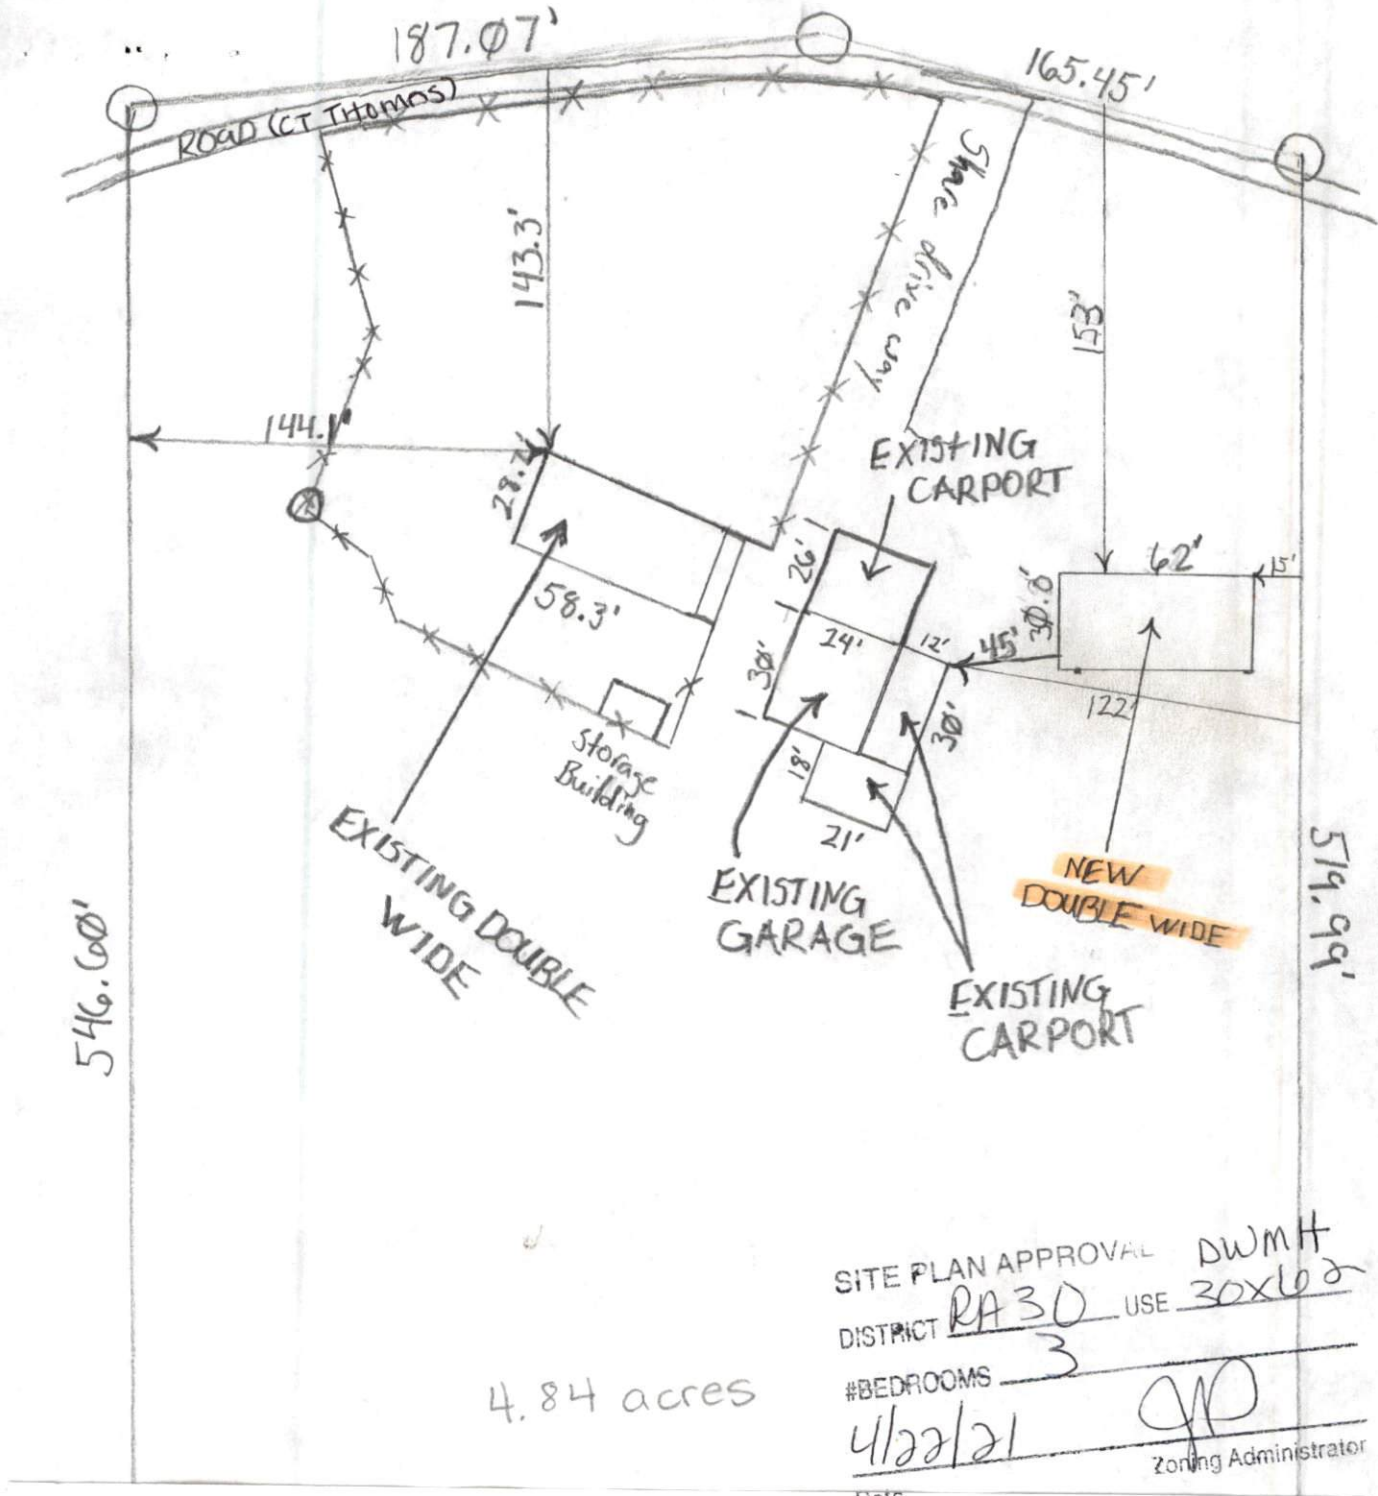 187.07'
165.45'
ROAD (CT THOMAS)
Share drive way
143.3'
153'
144.1'
28.7'
EXISTING
CARPORT
62'
15'
26'
30.8'
58.3'
24'
12'
45'
30'
122'
30'
Storage
Building
18'
21'
EXISTING DOUBLE
WIDE
EXISTING
GARAGE
NEW
DOUBLE WIDE
EXISTING
CARPORT
546.60'
519.99'
SITE PLAN APPROVAL DWMH
DISTRICT RA30 USE 30x62
#BEDROOMS 3
4.84 acres
4/22/21
Zoning Administrator